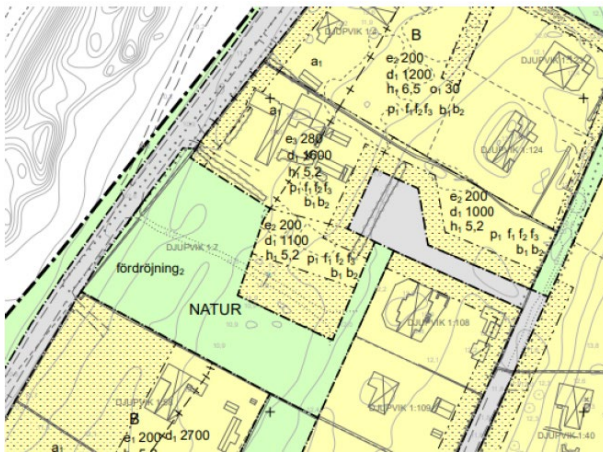 DJUPVIK 1:4
B
a₁
e₂ 200
d₁ 1200
h₁ 6,5 o₁ 30
p₁ f₁ f₂ f₃ b₁ b₂
DJUPVIK 1:124
a₁
e₃ 280
d₁ 1600
h₁ 5,2
p₁ f₁ f₂ f₃
b₁ b₂
e₂ 200
d₁ 1000
h₁ 5,2
p₁ f₁ f₂ f₃
b₁ b₂
e₂ 200
d₁ 1100
h₁ 5,2
p₁ f₁ f₂ f₃
b₁ b₂
DJUPVIK 1:7
fördröjning₂
NATUR
10,8
DJUPVIK 1:108
DJUPVIK 1:109
B
e₁ 200 d₁ 2700
a₁
DJUPVIK 1:40